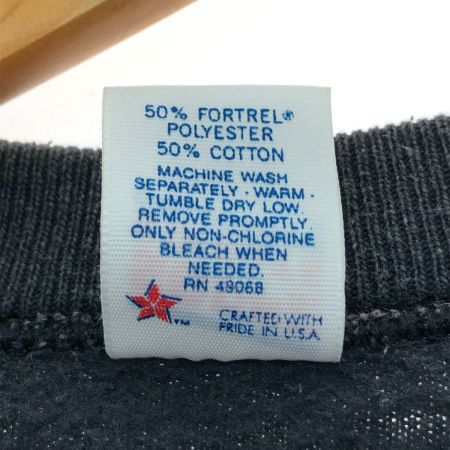 50% FORTREL®
POLYESTER
50% COTTON
MACHINE WASH
SEPARATELY · WARM ·
TUMBLE DRY LOW.
REMOVE PROMPTLY.
ONLY NON-CHLORINE
BLEACH WHEN
NEEDED.
RN 49068
™
CRAFTED WITH
PRIDE IN U.S.A.